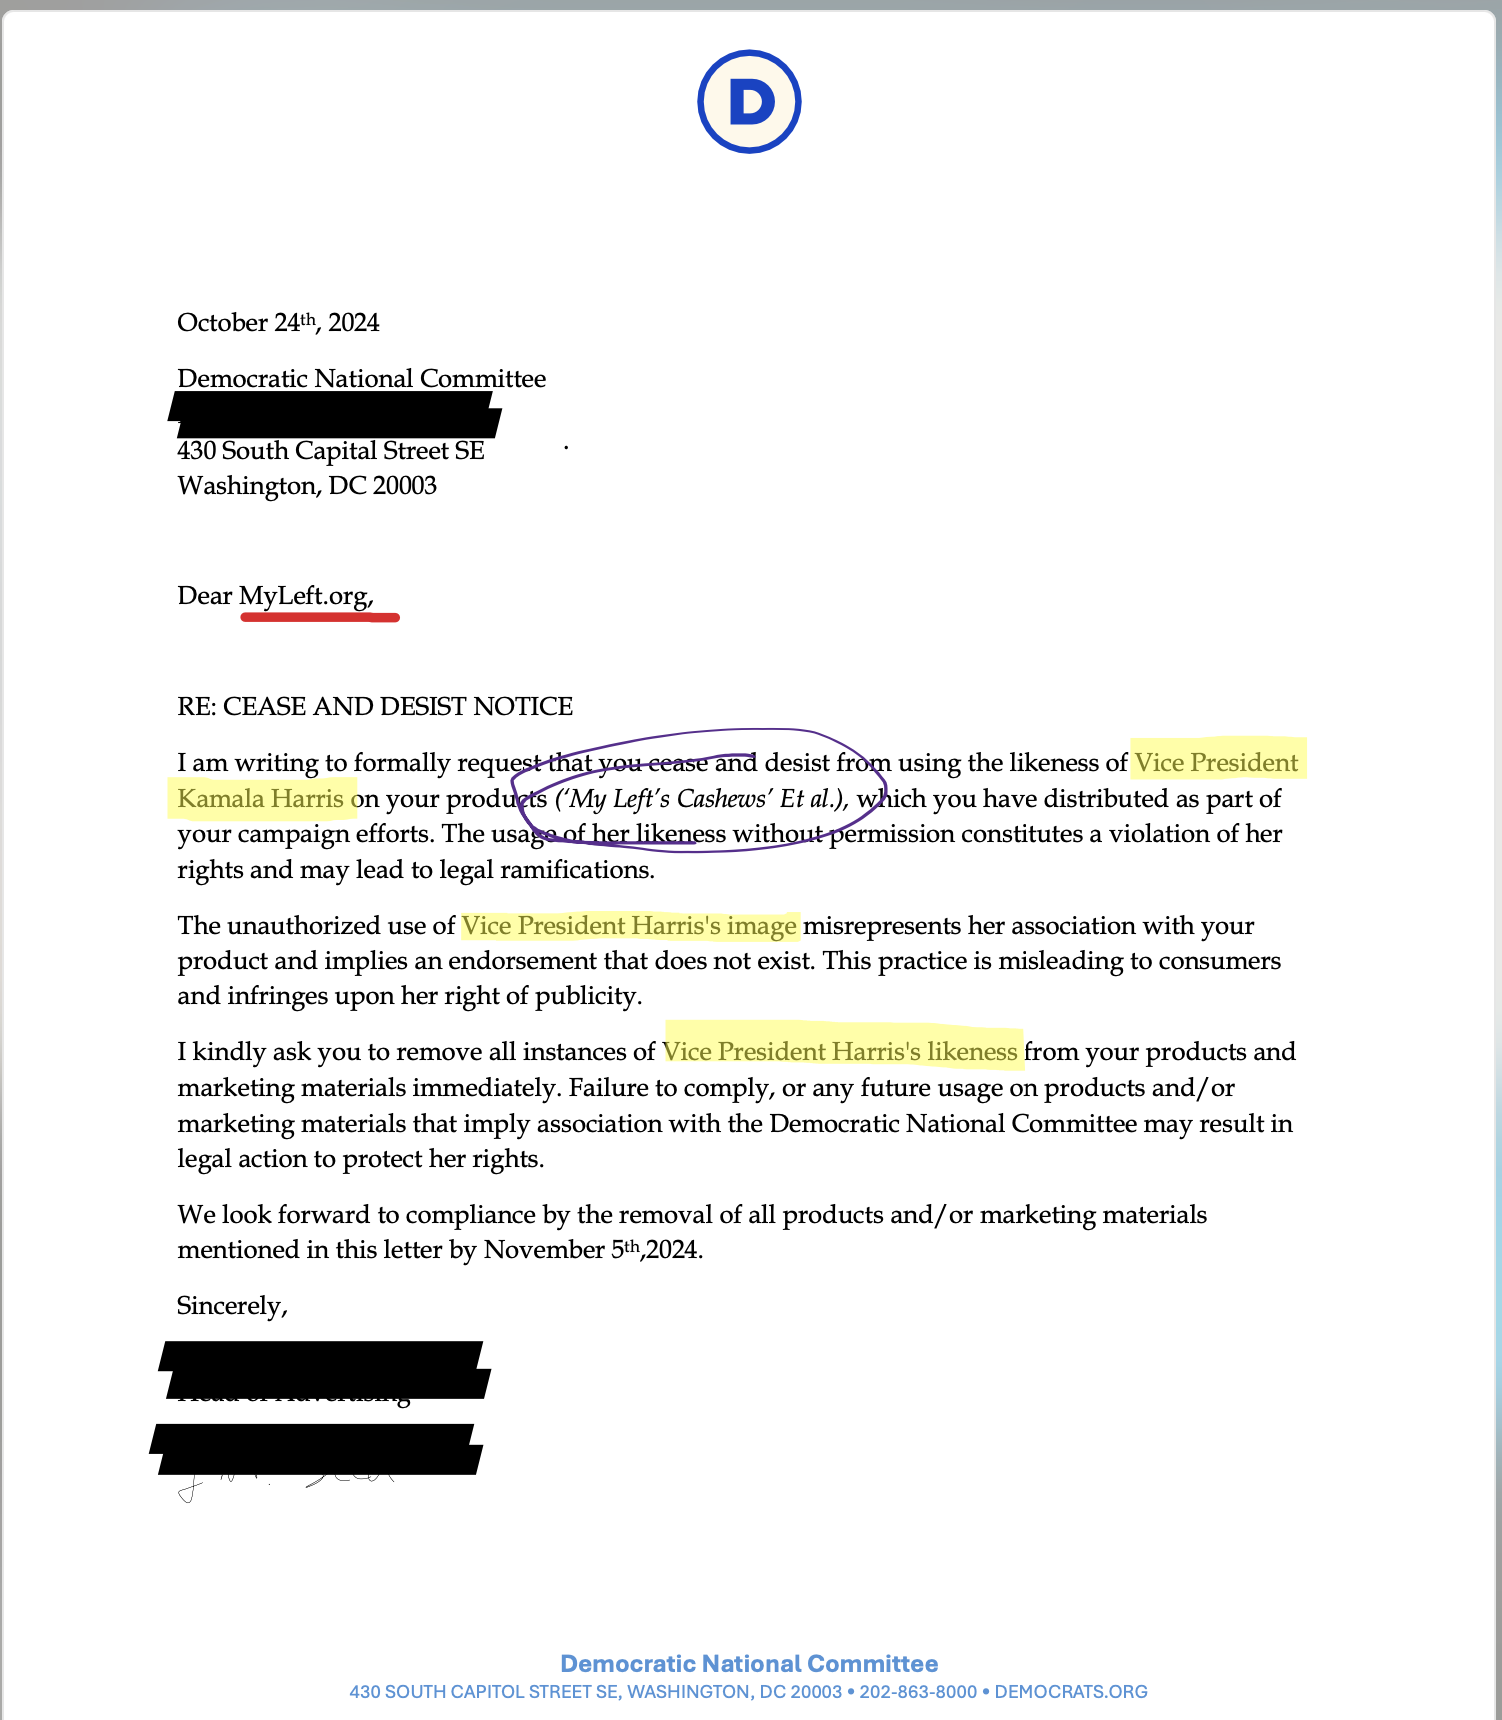 D
October 24th, 2024
Democratic National Committee
430 South Capital Street SE
Washington, DC 20003
Dear MyLeft.org,
RE: CEASE AND DESIST NOTICE
I am writing to formally request that you cease and desist from using the likeness of Vice President
Kamala Harris on your products (‘My Left’s Cashews’ Et al.), which you have distributed as part of
your campaign efforts. The usage of her likeness without permission constitutes a violation of her
rights and may lead to legal ramifications.
The unauthorized use of Vice President Harris's image misrepresents her association with your
product and implies an endorsement that does not exist. This practice is misleading to consumers
and infringes upon her right of publicity.
I kindly ask you to remove all instances of Vice President Harris's likeness from your products and
marketing materials immediately. Failure to comply, or any future usage on products and/or
marketing materials that imply association with the Democratic National Committee may result in
legal action to protect her rights.
We look forward to compliance by the removal of all products and/or marketing materials
mentioned in this letter by November 5th,2024.
Sincerely,
Democratic National Committee
430 SOUTH CAPITOL STREET SE, WASHINGTON, DC 20003 • 202-863-8000 • DEMOCRATS.ORG